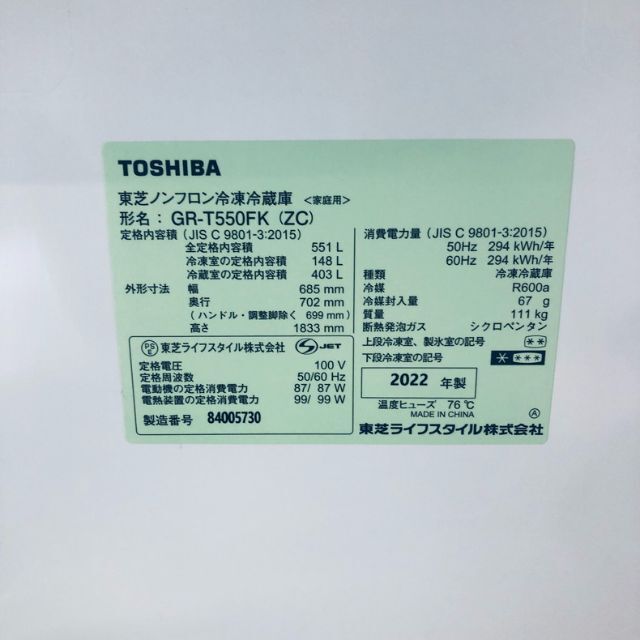 TOSHIBA
東芝ノンフロン冷凍冷蔵庫 <家庭用>
形名： GR-T550FK (ZC)
定格内容積 (JIS C 9801-3:2015)
全定格内容積 551 L
冷凍室の定格内容積 148 L
冷蔵室の定格内容積 403 L
外形寸法 幅 685 mm
奥行 702 mm
(ハンドル・調整脚除く 699 mm)
高さ 1833 mm
PS E 東芝ライフスタイル株式会社 S-JET
定格電圧 100 V
定格周波数 50/60 Hz
電動機の定格消費電力 87/ 87 W
電熱装置の定格消費電力 99/ 99 W
製造番号 84005730
消費電力量 (JIS C 9801-3:2015)
50Hz 294 kWh/年
60Hz 294 kWh/年
種類 冷凍冷蔵庫
冷媒 R600a
冷媒封入量 67 g
質量 111 kg
断熱発泡ガス シクロペンタン
上段冷凍室、製氷室の記号 **
下段冷凍室の記号 * ***
2022 年製
温度ヒューズ 76 ℃
MADE IN CHINA Ⓐ
東芝ライフスタイル株式会社